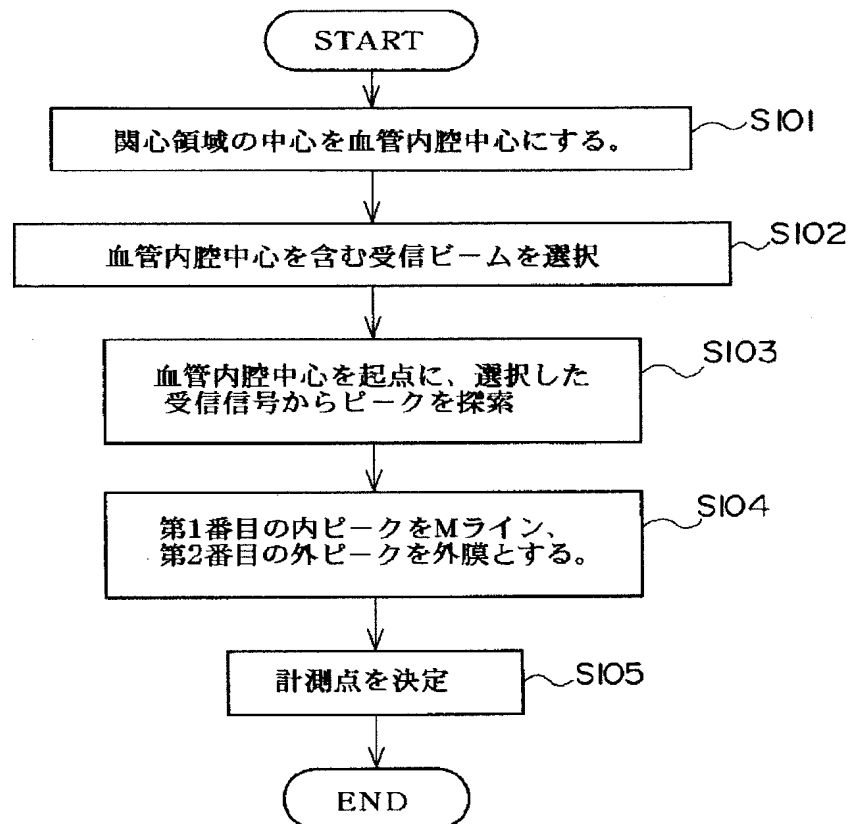 START
関心領域の中心を血管内腔中心にする。
S101
血管内腔中心を含む受信ビームを選択
S102
血管内腔中心を起点に、選択した
受信信号からピークを探索
S103
第1番目の内ピークをMライン、
第2番目の外ピークを外膜とする。
S104
計測点を決定
S105
END